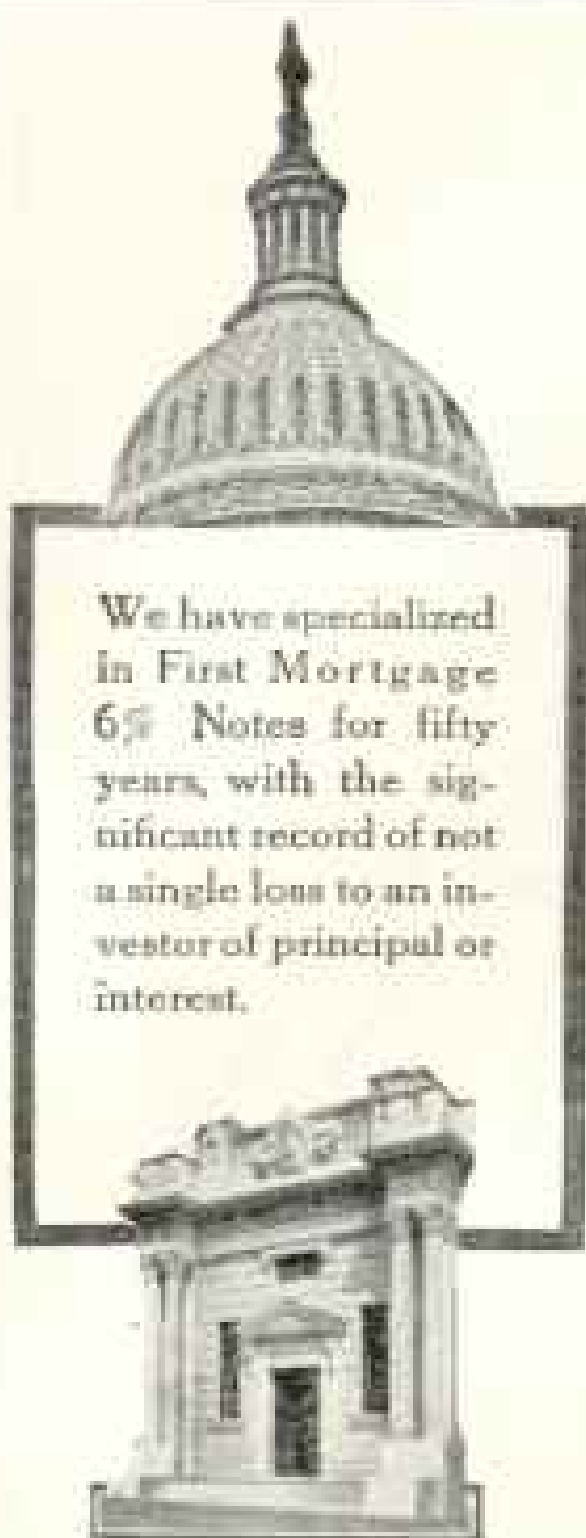 We have specialized
in First Mortgage
6% Notes for fifty
years, with the sig-
nificant record of not
a single loss to an in-
vestor of principal or
interest.